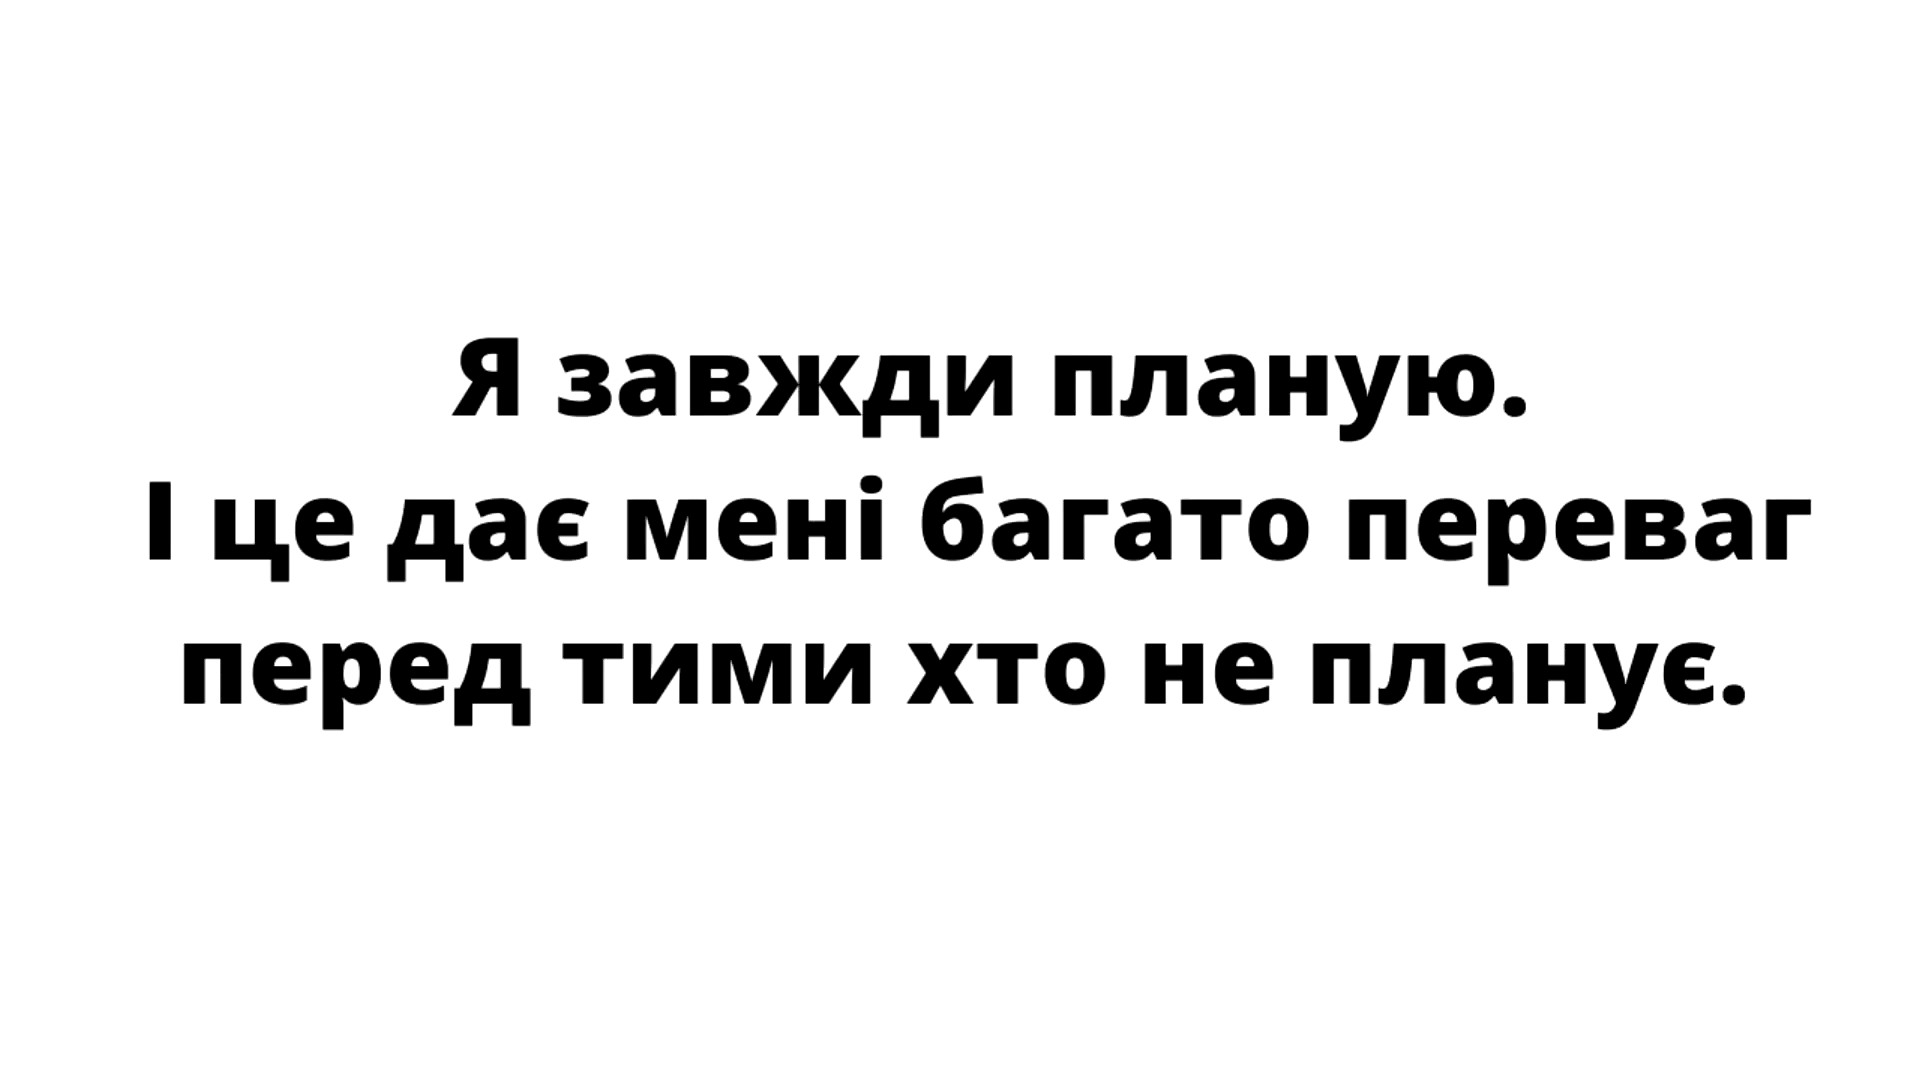 Я завжди планую.
І це дає мені багато переваг
перед тими хто не планує.